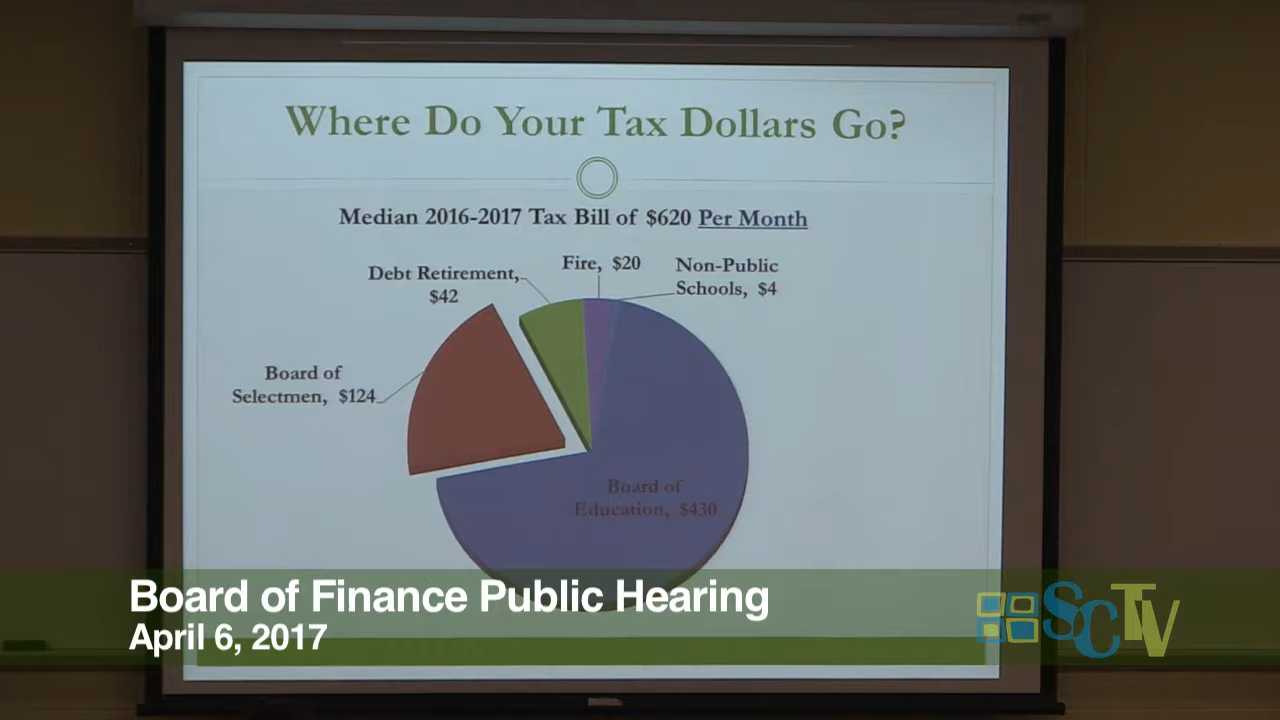 Where Do Your Tax Dollars Go?
Median 2016-2017 Tax Bill of $620 Per Month
Debt Retirement,
$42
Fire, $20
Non-Public
Schools, $4
Board of
Selectmen, $124
Board of
Education, $430
Board of Finance Public Hearing
April 6, 2017
SCTV